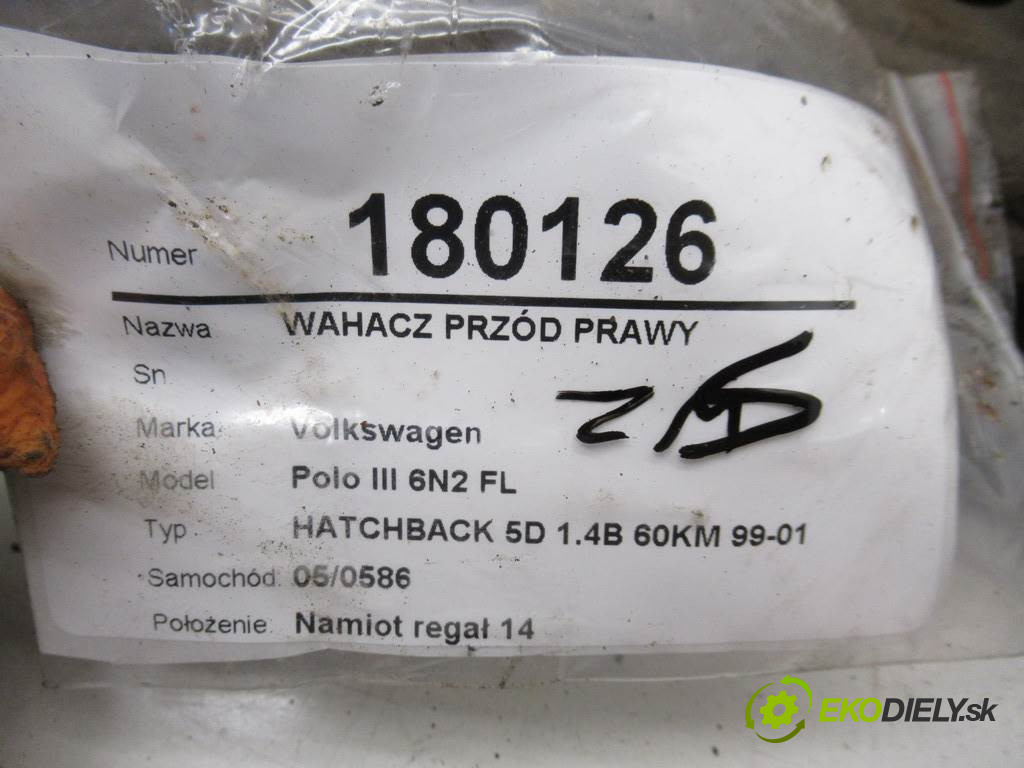 Numer 180126
Nazwa WAHACZ PRZÓD PRAWY
Sn
Marka Volkswagen
Model Polo III 6N2 FL
Typ HATCHBACK 5D 1.4B 60KM 99-01
Samochód 05/0586
Położenie Namiot regał 14
EKODIELY.sk